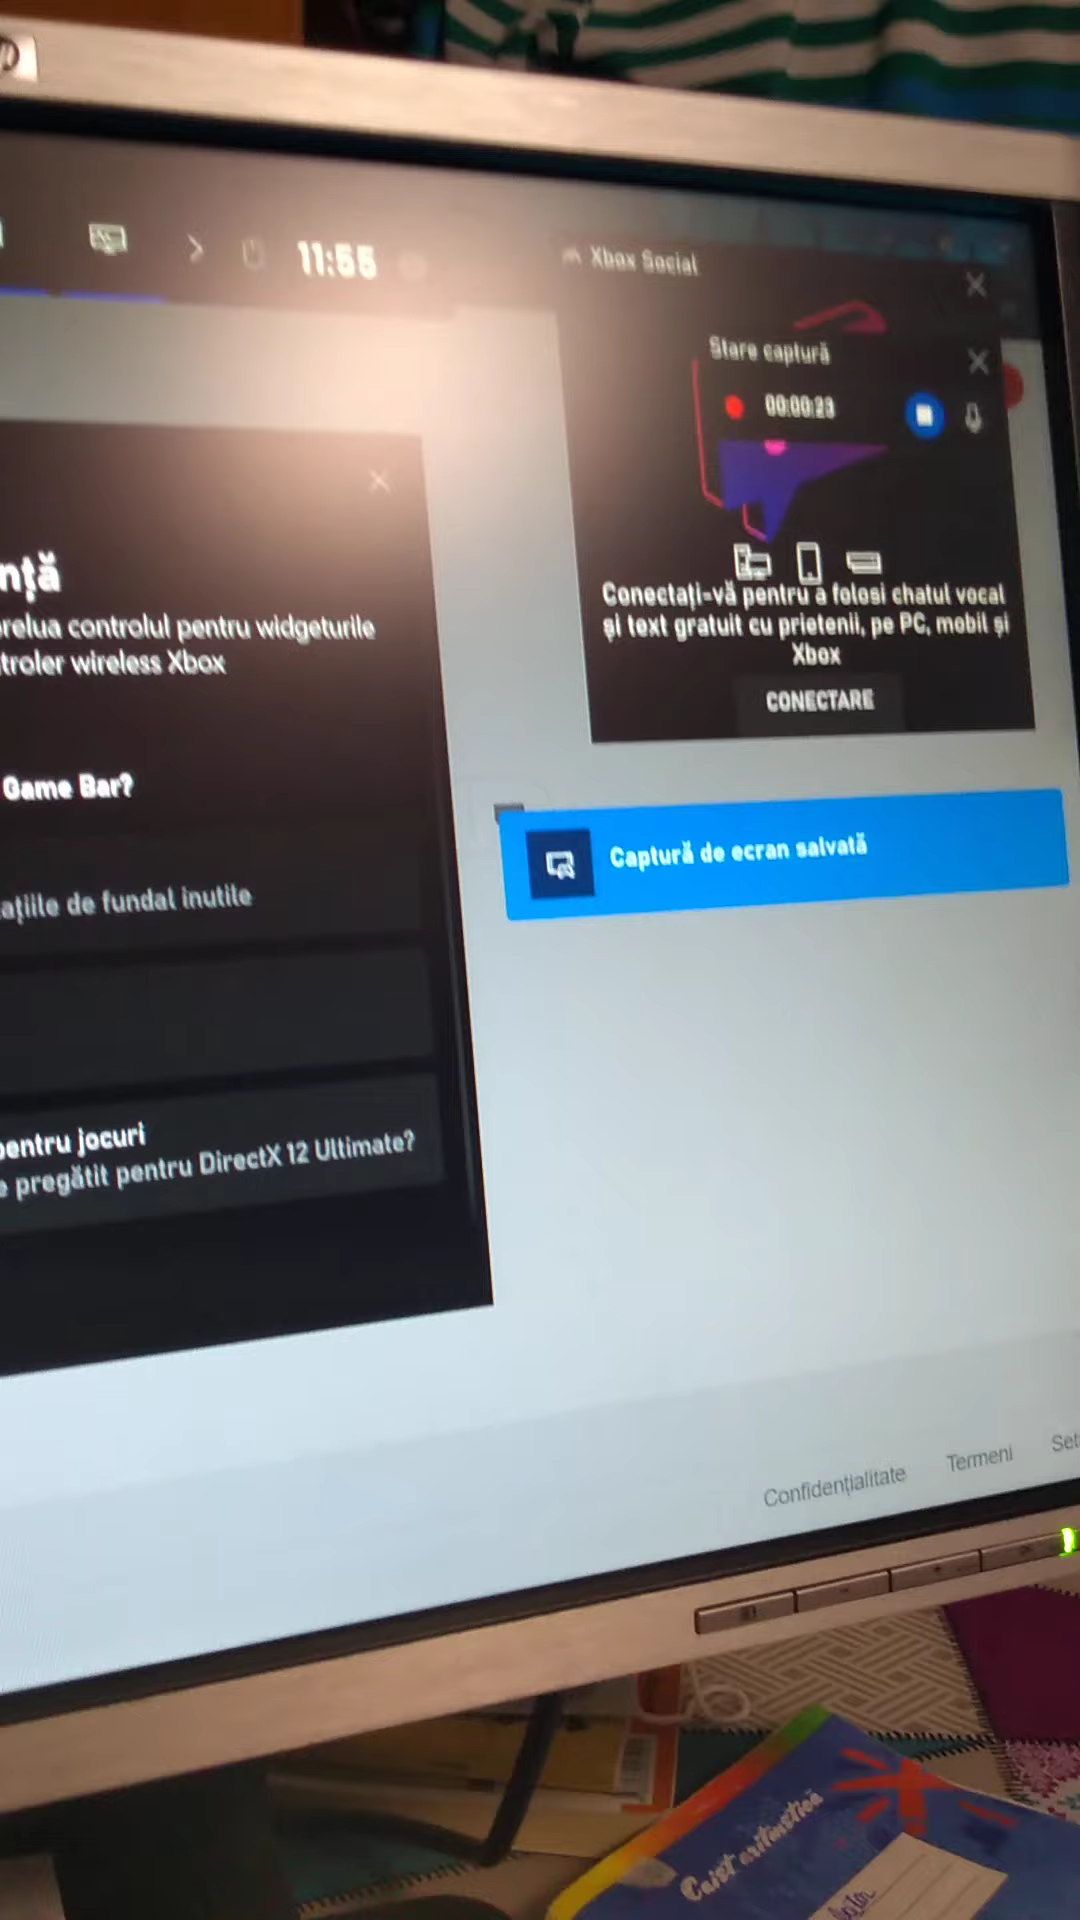 11:55
Xbox Social
Stare captură
00:00:23
Conectați-vă pentru a folosi chatul vocal
și text gratuit cu prietenii, pe PC, mobil și
Xbox
CONECTARE
nță
relua controlul pentru widgeturile
troler wireless Xbox
Game Bar?
ațiile de fundal inutile
Captură de ecran salvată
pentru jocuri
e pregătit pentru DirectX 12 Ultimate?
Confidențialitate
Termeni
Set
Caiet aritmetică